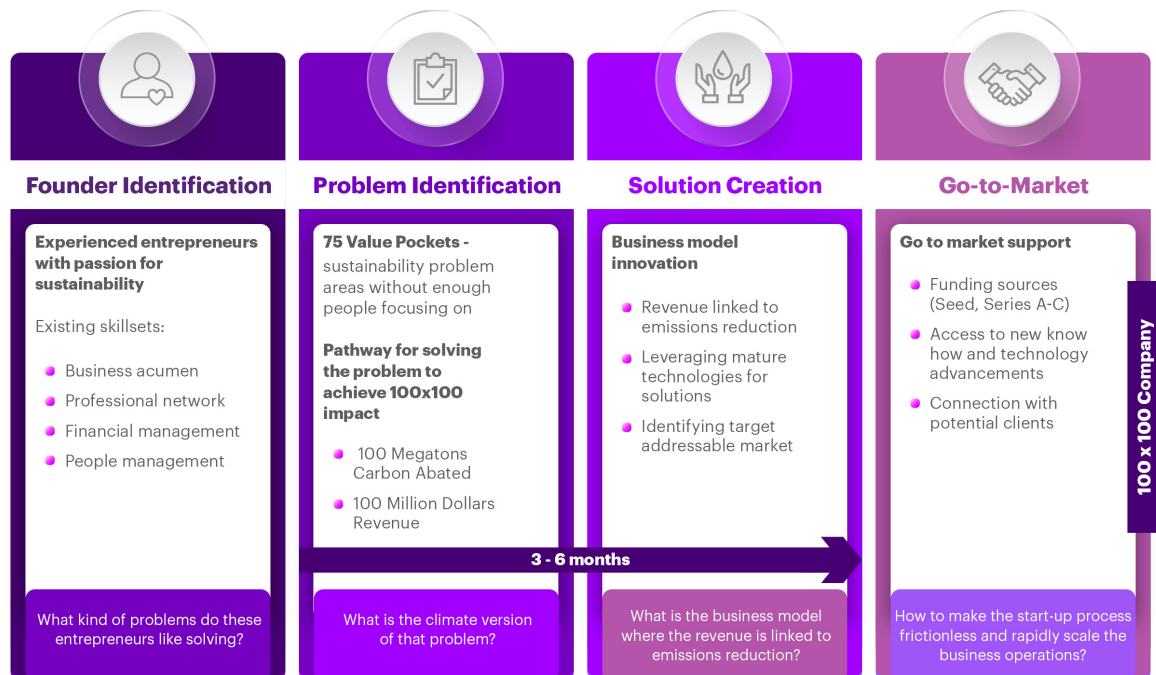 Founder Identification
Experienced entrepreneurs
with passion for
sustainability
Existing skillsets:
Business acumen
Professional network
Financial management
People management
What kind of problems do these
entrepreneurs like solving?
Problem Identification
75 Value Pockets -
sustainability problem
areas without enough
people focusing on
Pathway for solving
the problem to
achieve 100x100
impact
100 Megatons
Carbon Abated
100 Million Dollars
Revenue
3 - 6 months
What is the climate version
of that problem?
Solution Creation
Business model
innovation
Revenue linked to
emissions reduction
Leveraging mature
technologies for
solutions
Identifying target
addressable market
What is the business model
where the revenue is linked to
emissions reduction?
Go-to-Market
Go to market support
Funding sources
(Seed, Series A-C)
Access to new know
how and technology
advancements
Connection with
potential clients
How to make the start-up process
frictionless and rapidly scale the
business operations?
100 x 100 Company